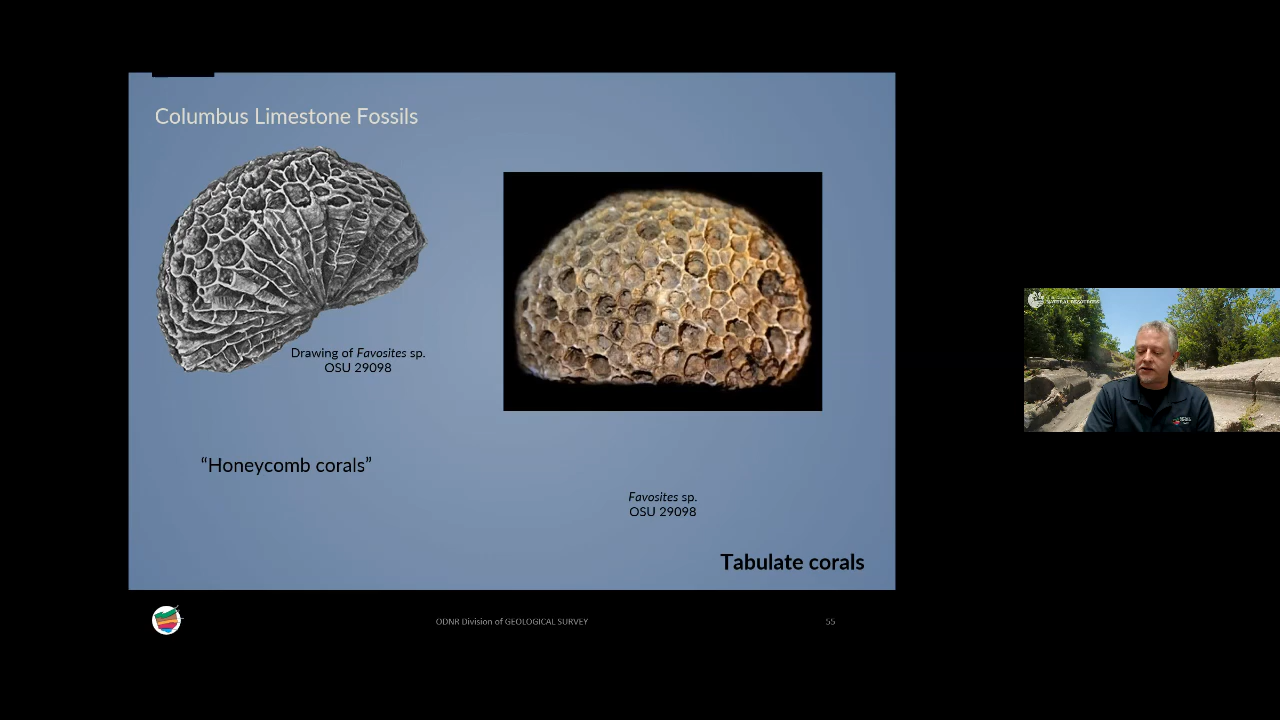 Columbus Limestone Fossils
Drawing of Favosites sp.
OSU 29098
“Honeycomb corals”
Favosites sp.
OSU 29098
Tabulate corals
ODNR Division of GEOLOGICAL SURVEY
55